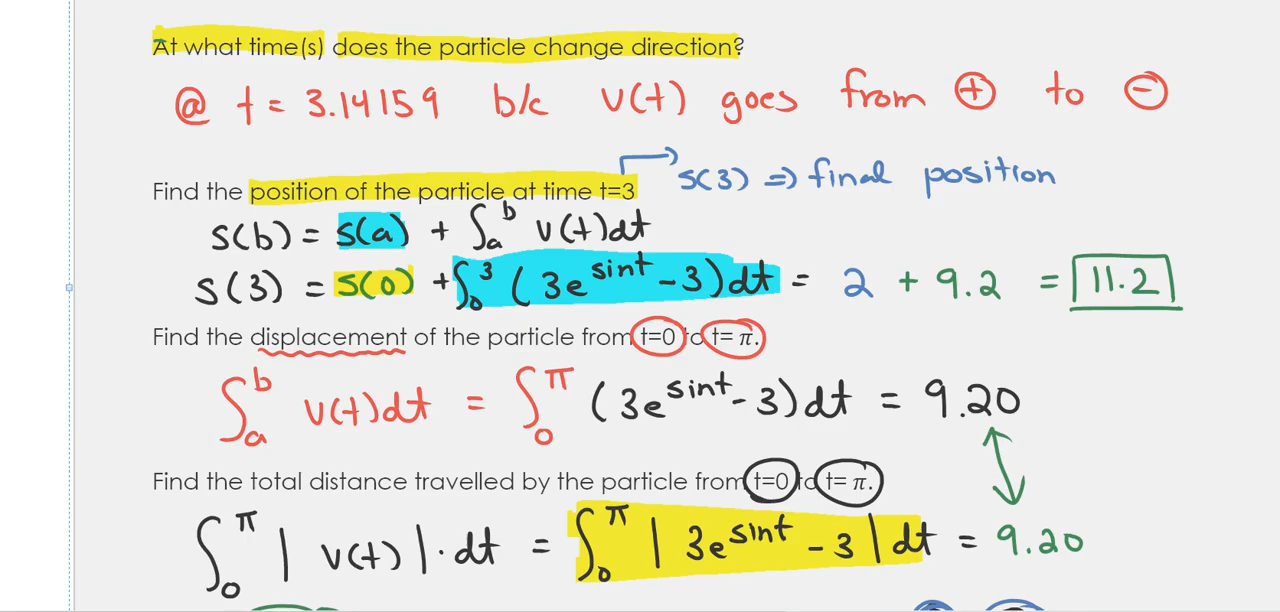 At what time(s) does the particle change direction?
@ t = 3.14159 b/c v(t) goes from ⊕ to ⊖
Find the position of the particle at time t=3 → s(3) => final position
s(b) = s(a) + ∫_a^b v(t)dt
s(3) = s(0) + ∫_0^3 (3e^{sint} - 3)dt = 2 + 9.2 = 11.2
Find the displacement of the particle from t=0 to t= π.
∫_a^b v(t)dt = ∫_0^π (3e^{sint} - 3)dt = 9.20
Find the total distance travelled by the particle from t=0 to t= π.
∫_0^π | v(t) | · dt = ∫_0^π | 3e^{sint} - 3 | dt = 9.20